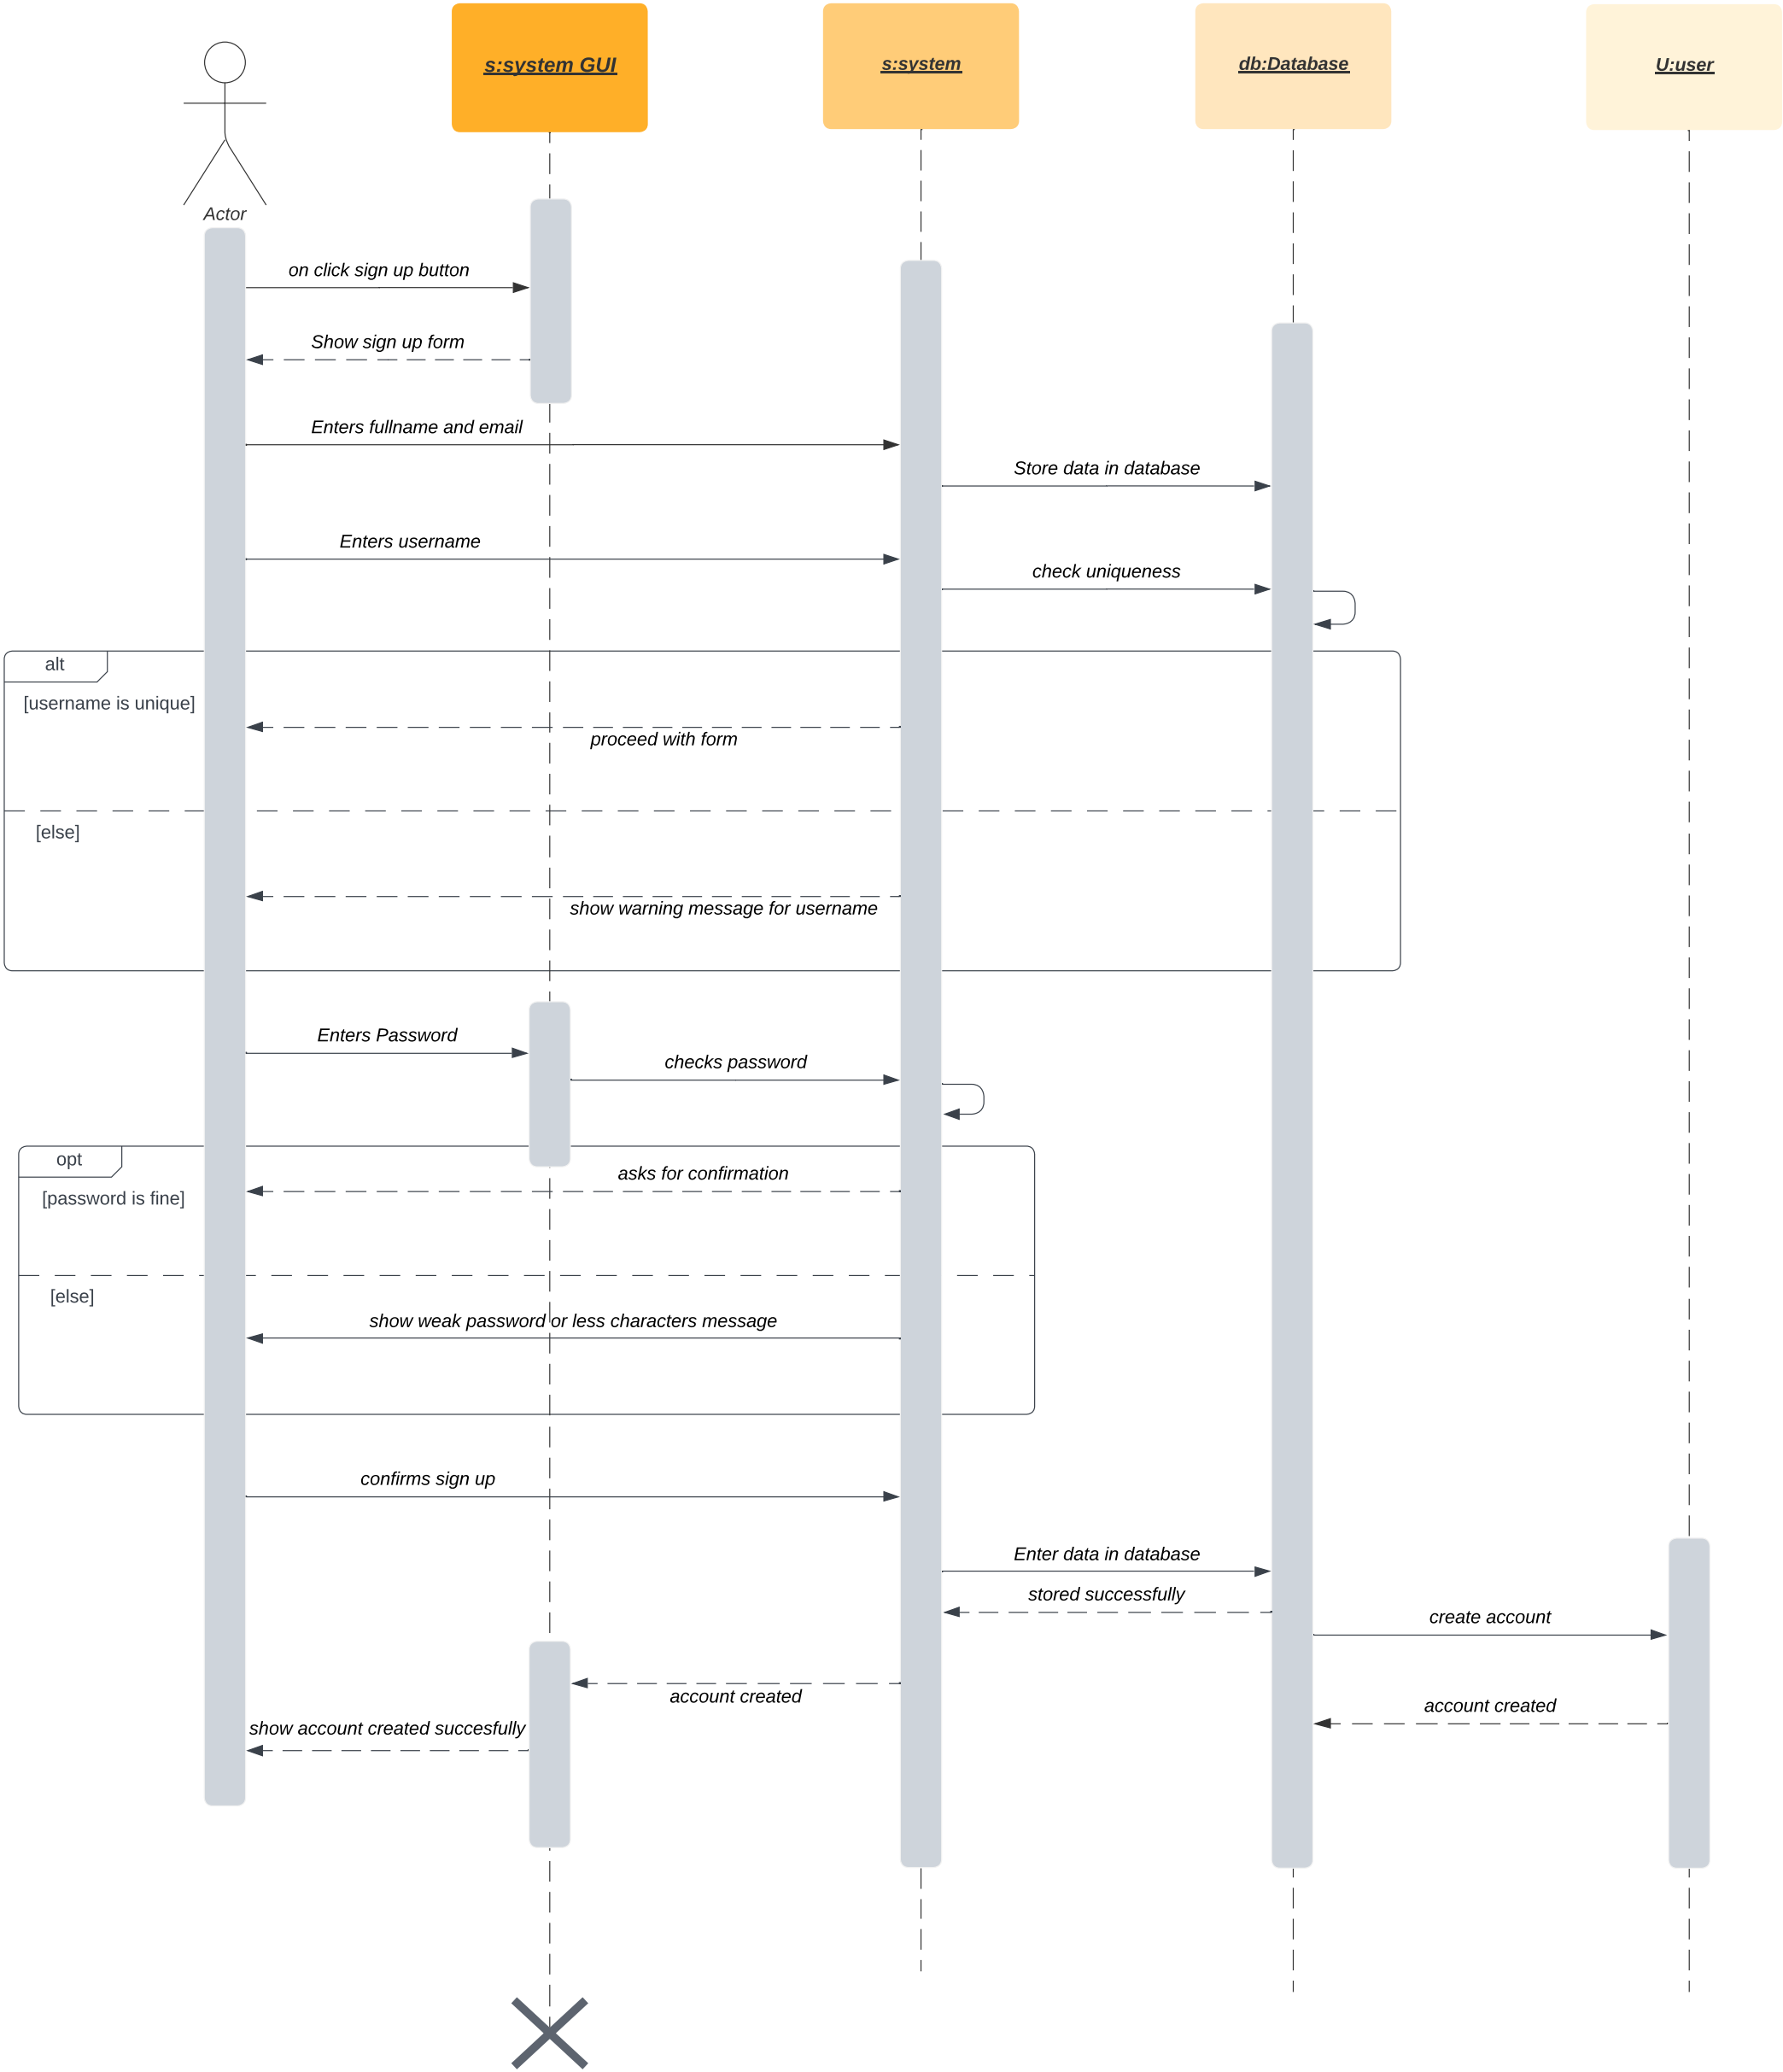 s:system GUI
s:system
db:Database
U:user
Actor
on click sign up button
Show sign up form
Enters fullname and email
Store data in database
Enters username
check uniqueness
alt
[username is unique]
proceed with form
[else]
show warning message for username
Enters Password
checks password
opt
asks for confirmation
[password is fine]
[else]
show weak password or less characters message
confirms sign up
Enter data in database
stored successfully
create account
account created
account created
show account created succesfully